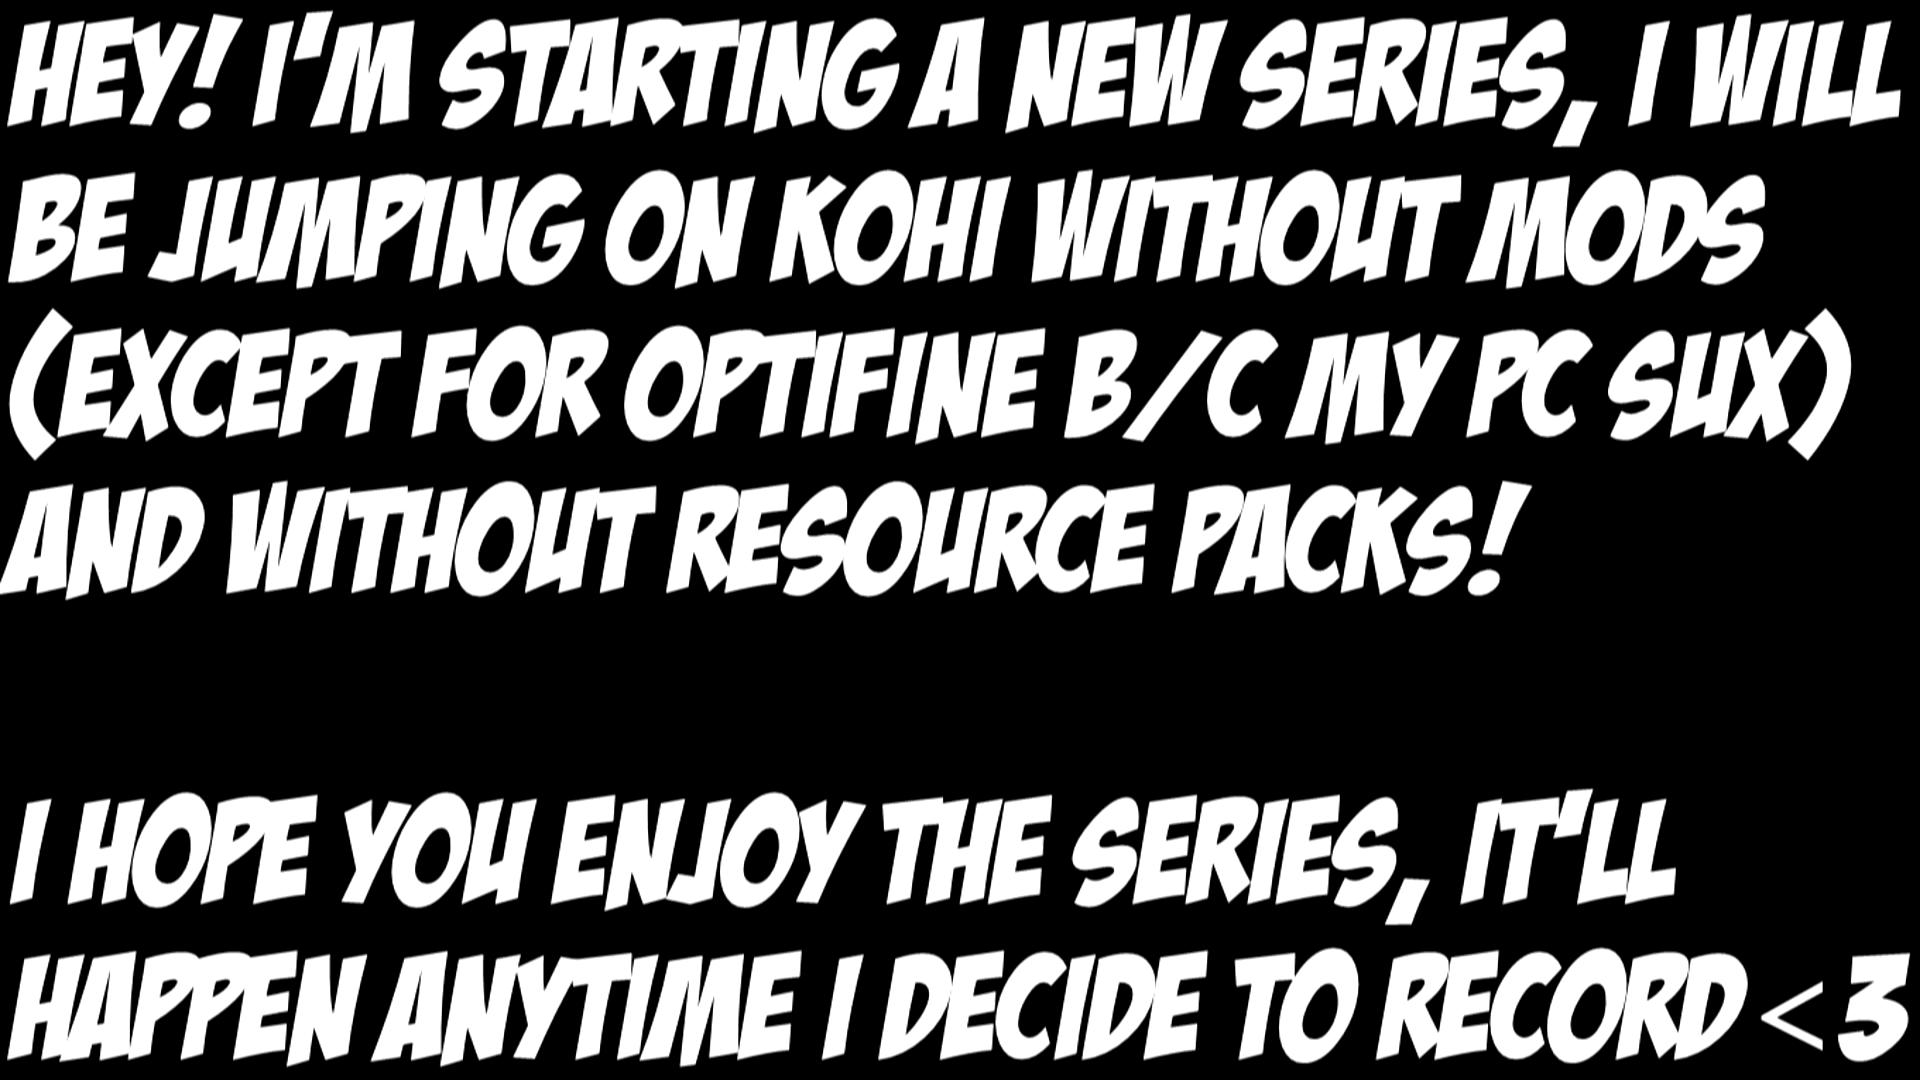 HEY! I'M STARTING A NEW SERIES, I WILL
BE JUMPING ON KOHI WITHOUT MODS
(EXCEPT FOR OPTIFINE B/C MY PC SUX)
AND WITHOUT RESOURCE PACKS!
I HOPE YOU ENJOY THE SERIES, IT'LL
HAPPEN ANYTIME I DECIDE TO RECORD <3